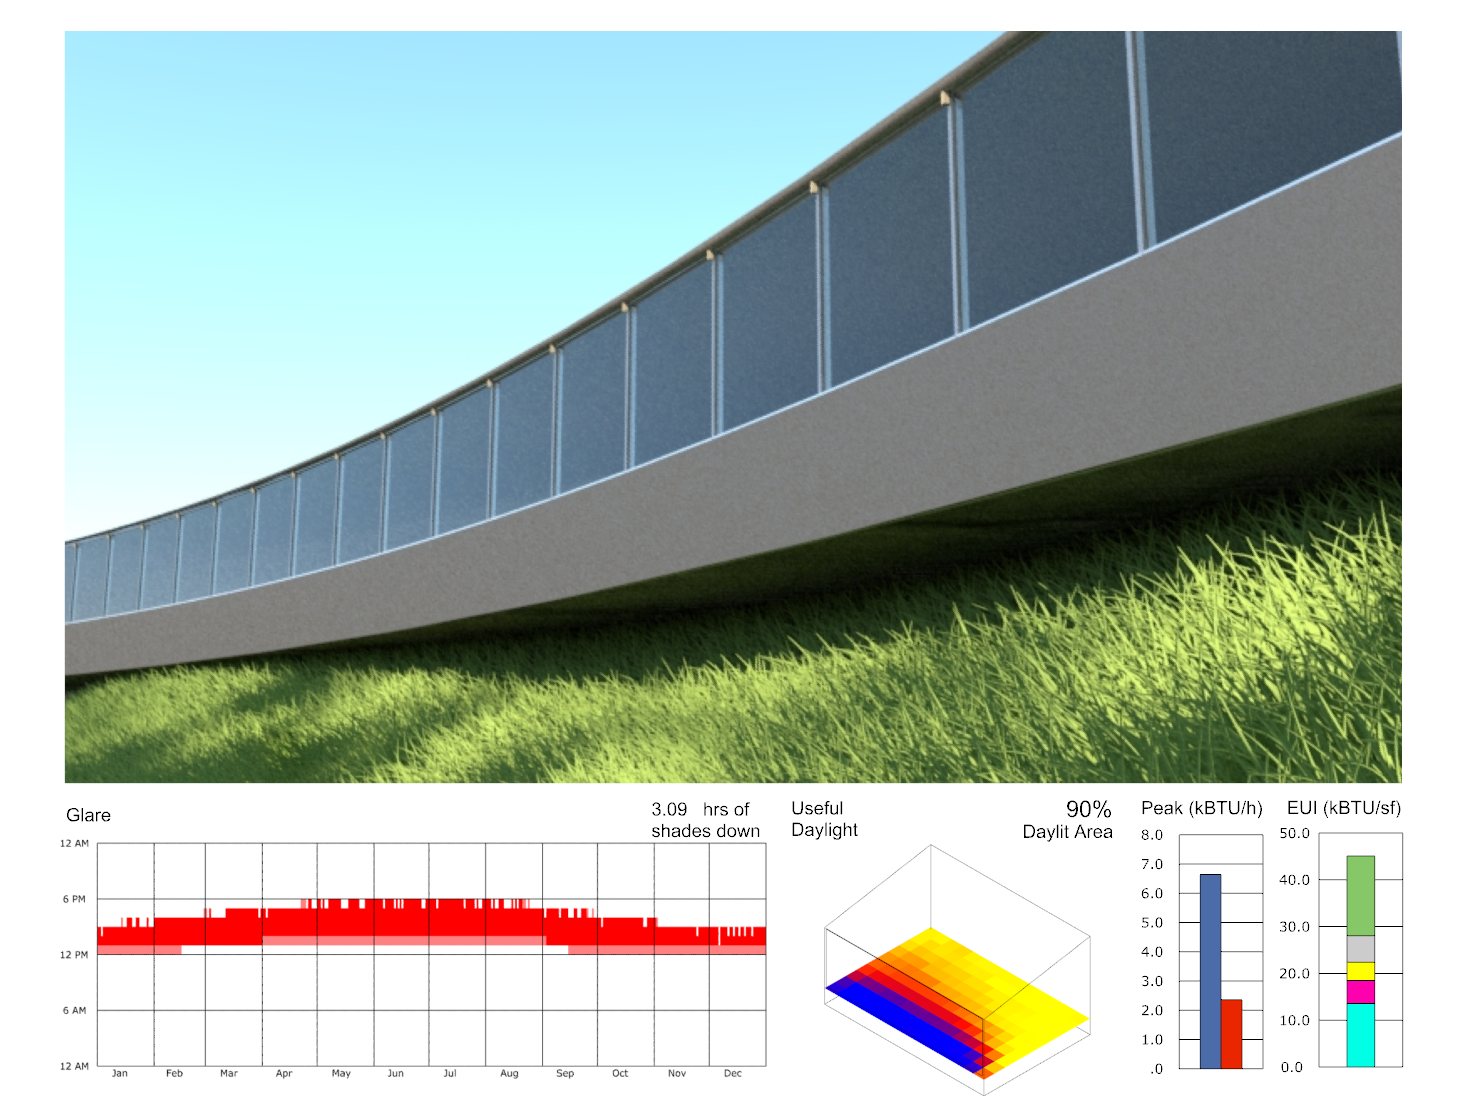 Glare
3.09 hrs of
shades down
12 AM
6 PM
12 PM
6 AM
12 AM
Jan Feb Mar Apr May Jun Jul Aug Sep Oct Nov Dec
Useful
Daylight
90%
Daylit Area
Peak (kBTU/h)
8.0
7.0
6.0
5.0
4.0
3.0
2.0
1.0
.0
EUI (kBTU/sf)
50.0
40.0
30.0
20.0
10.0
0.0